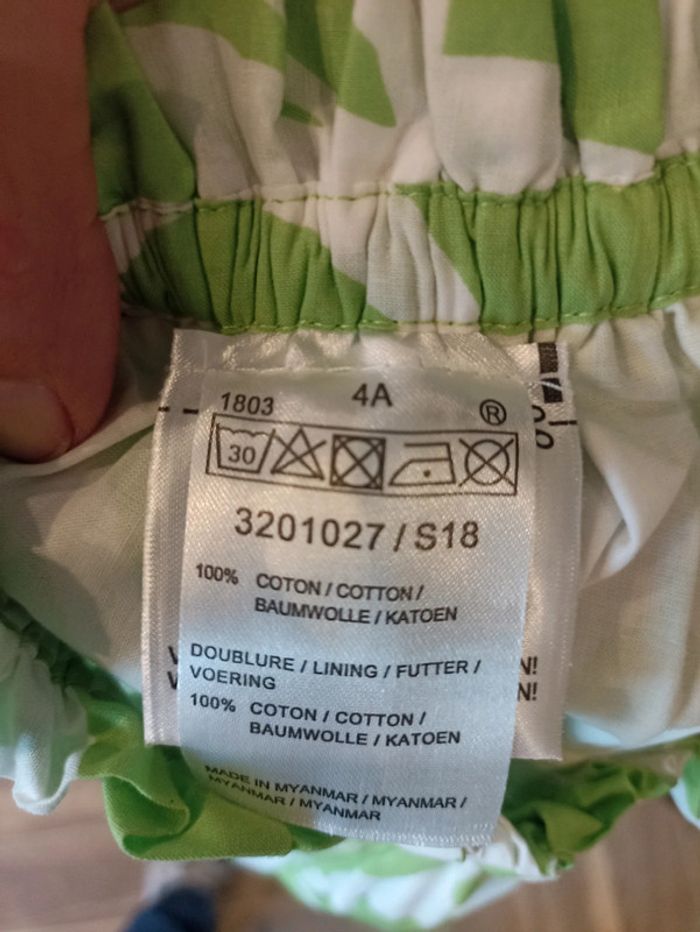 1803 4A ®
30
3201027 / S18
100% COTON / COTTON /
BAUMWOLLE / KATOEN
DOUBLURE / LINING / FUTTER /
VOERING
100% COTON / COTTON /
BAUMWOLLE / KATOEN
MADE IN MYANMAR / MYANMAR /
MYANMAR / MYANMAR
N!
N!